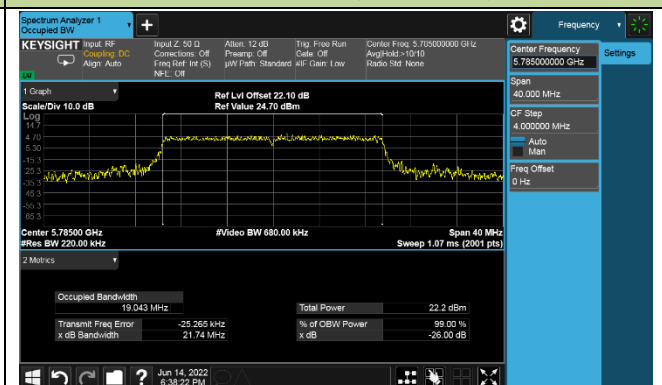 Spectrum Analyzer 1
Occupied BW
+
Frequency
KEYSIGHT
Input: RF
Coupling: DC
Align: Auto
Input Z: 50 Ω
Corrections: Off
Freq Ref: Int (S)
NFE: Off
Atten: 12 dB
Preamp: Off
µW Path: Standard
Trig: Free Run
Gate: Off
#IF Gain: Low
Center Freq: 5.785000000 GHz
Avg|Hold:>10/10
Radio Std: None
Center Frequency
5.785000000 GHz
Settings
Span
40.000 MHz
CF Step
4.000000 MHz
Auto
Man
Freq Offset
0 Hz
1 Graph
Scale/Div 10.0 dB
Ref Lvl Offset 22.10 dB
Ref Value 24.70 dBm
Log
14.7
4.70
-5.30
-15.3
-25.3
-35.3
-45.3
-55.3
-65.3
Center 5.78500 GHz
#Res BW 220.00 kHz
#Video BW 680.00 kHz
Span 40 MHz
Sweep 1.07 ms (2001 pts)
2 Metrics
Occupied Bandwidth
19.043 MHz
Total Power 22.2 dBm
Transmit Freq Error -25.265 kHz
% of OBW Power 99.00 %
x dB Bandwidth 21.74 MHz
x dB -26.00 dB
?
Jun 14, 2022
6:38:22 PM